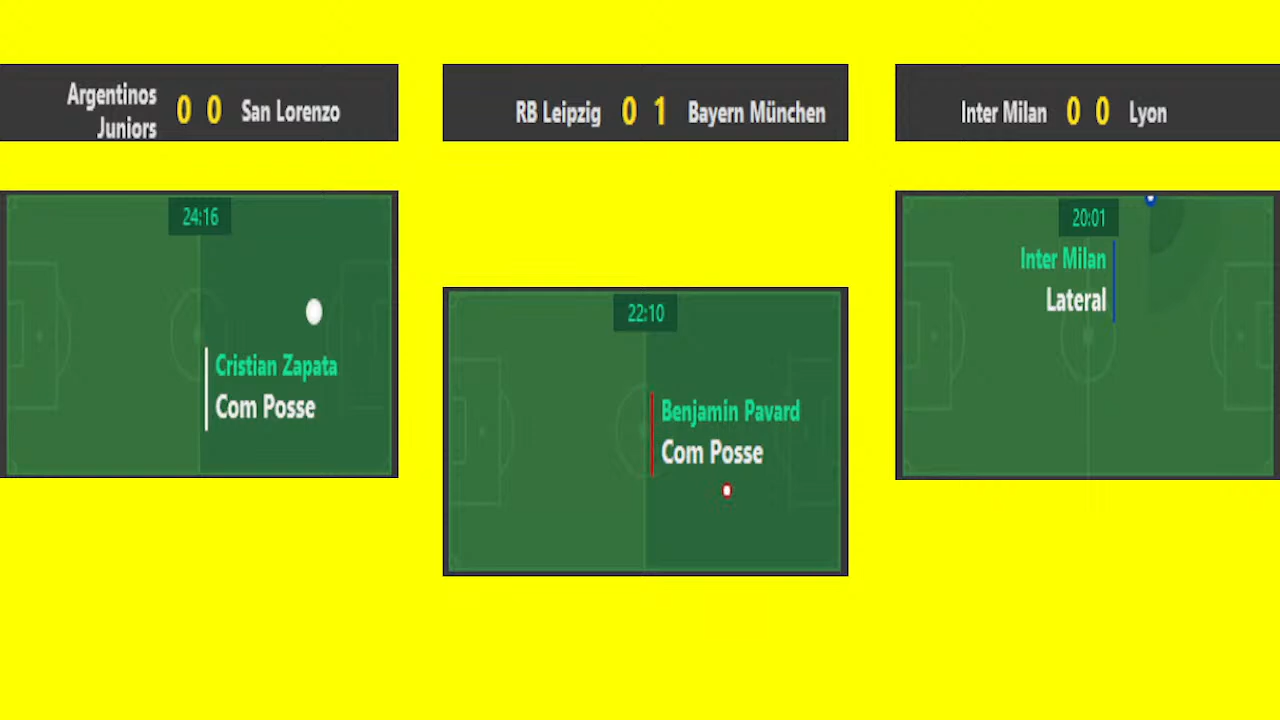 Argentinos
Juniors
0 0
San Lorenzo
RB Leipzig 0 1 Bayern München
Inter Milan 0 0 Lyon
24:16
Cristian Zapata
Com Posse
22:10
Benjamin Pavard
Com Posse
20:01
Inter Milan
Lateral